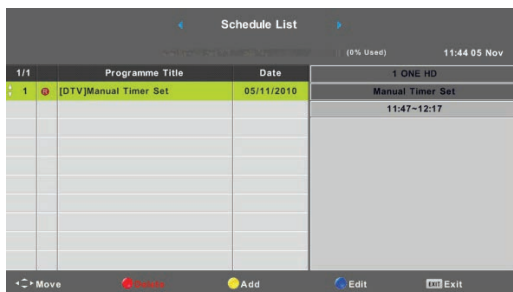 Schedule List
(0% Used) 11:44 05 Nov
1/1 Programme Title Date 1 ONE HD
1 [DTV]Manual Timer Set 05/11/2010 Manual Timer Set
11:47~12:17
Move Delete Add Edit EXIT Exit